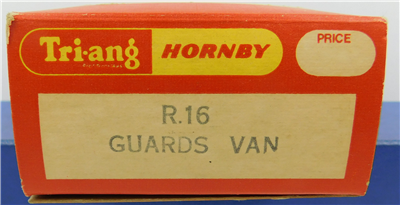 Tri-ang HORNBY
PRICE
R.16
GUARDS VAN